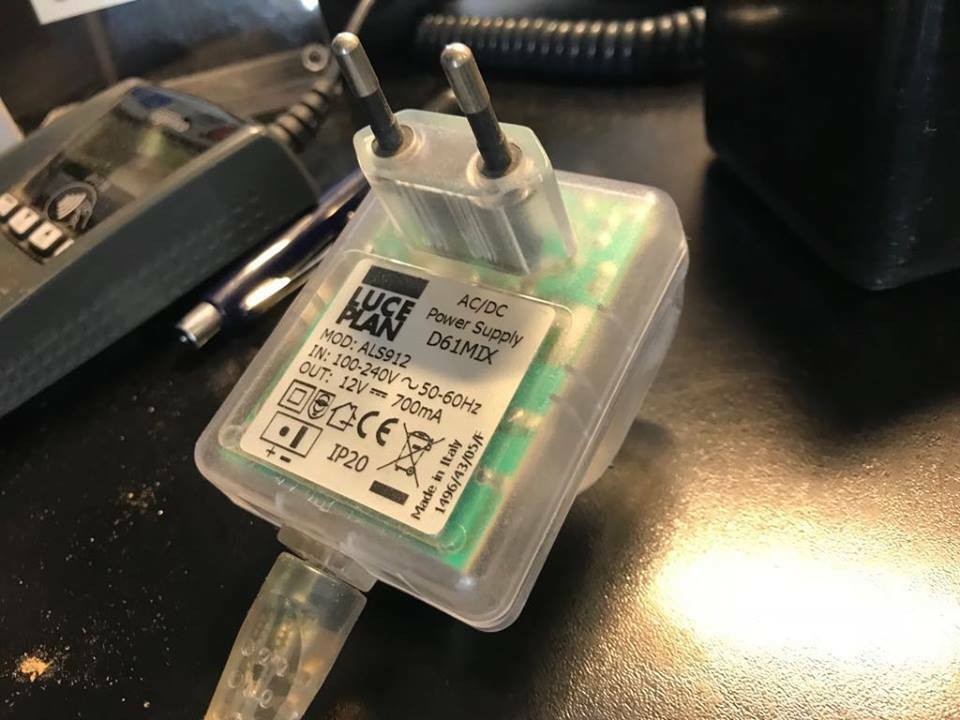 LUCE
PLAN
AC/DC
Power Supply
D61MIX
MOD: ALS912
IN: 100-240V ~ 50-60Hz
OUT: 12V ⎓ 700mA
CE
+ -
IP20
Made in Italy
1496/43/05/F